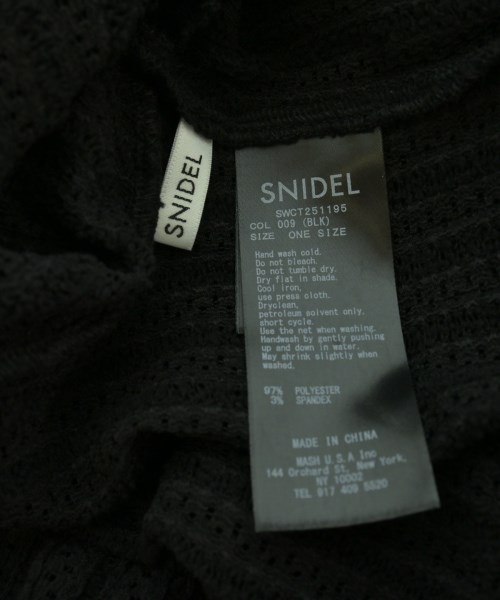 SNIDEL
SNIDEL
SWCT251195
COL 009 (BLK)
SIZE ONE SIZE
Hand wash cold.
Do not bleach.
Do not tumble dry.
Dry flat in shade.
Cool iron,
use press cloth.
Dryclean,
petroleum solvent only.
short cycle.
Use the net when washing.
Handwash by gently pushing
up and down in water.
May shrink slightly when
washed.
97% POLYESTER
3% SPANDEX
MADE IN CHINA
MASH U.S.A Inc
144 Orchard St, New York,
NY 10002
TEL 917 409 5520